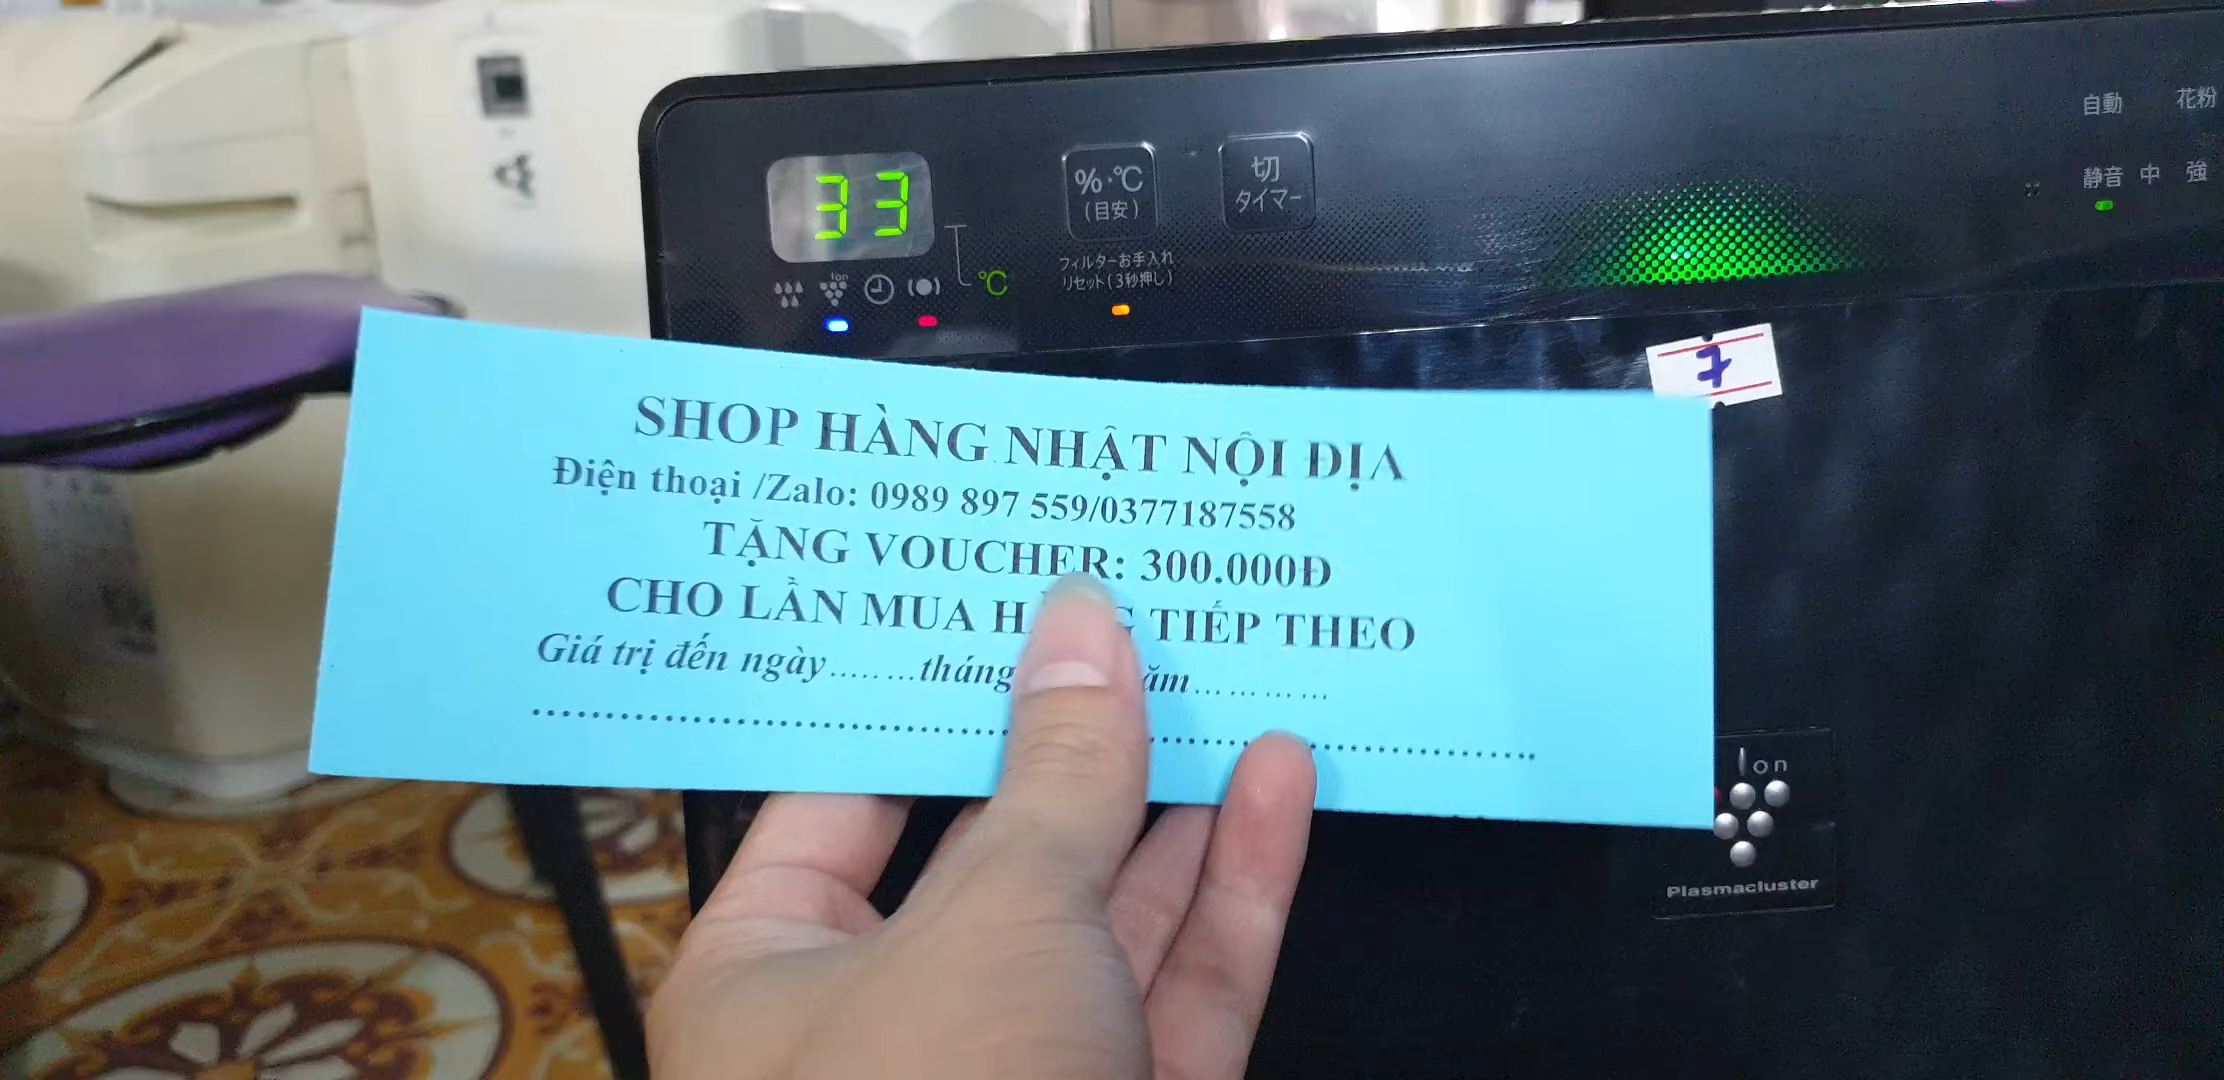 33
%·℃
(目安)
切
タイマー
自動 花粉
静音 中 強
Ion
℃
フィルターお手入れ
リセット(3秒押し)
7
SHOP HÀNG NHẬT NỘI ĐỊA
Điện thoại /Zalo: 0989 897 559/0377187558
TẶNG VOUCHER: 300.000Đ
CHO LẦN MUA HÀNG TIẾP THEO
Giá trị đến ngày........tháng ăm............
Ion
Plasmacluster